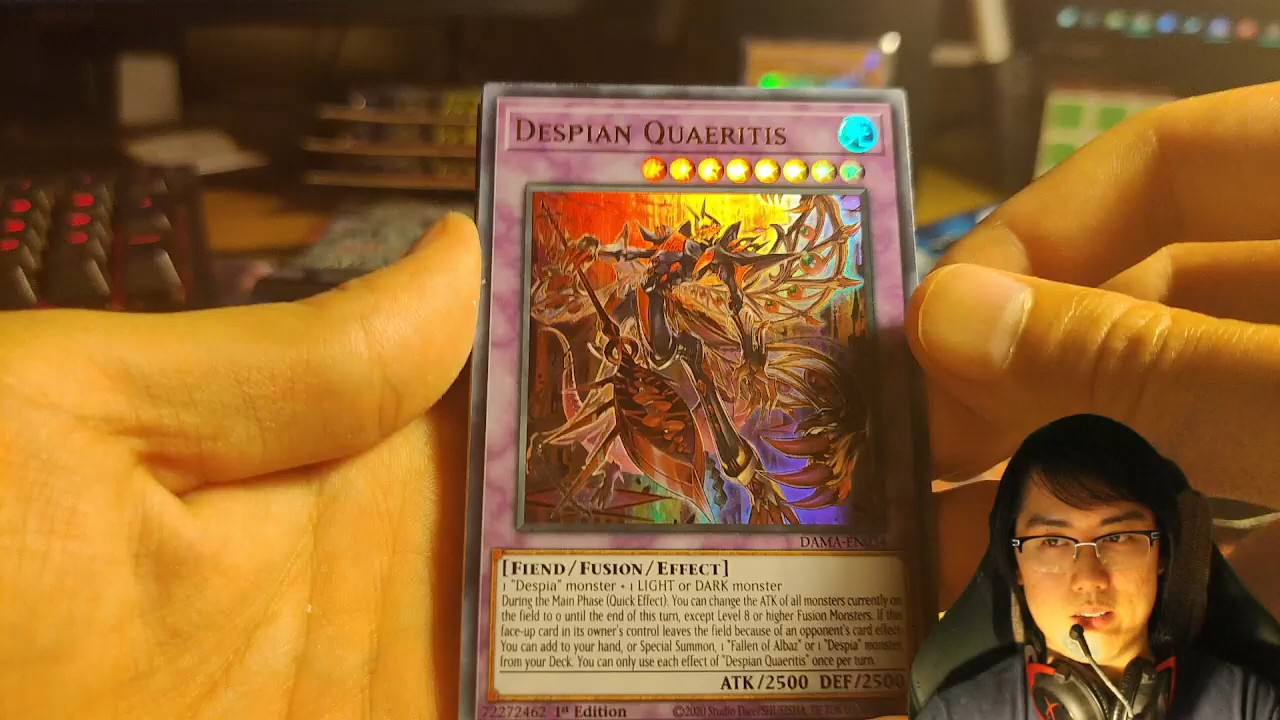 DESPIAN QUAERITIS
DAMA-EN
[FIEND/FUSION/EFFECT]
1 "Despia" monster + 1 LIGHT or DARK monster
During the Main Phase (Quick Effect): You can change the ATK of all monsters currently on
the field to 0 until the end of this turn, except Level 8 or higher Fusion Monsters. If this
face-up card in its owner's control leaves the field because of an opponent's card effect:
You can add to your hand, or Special Summon, 1 "Fallen of Albaz" or 1 "Despia" monster
from your Deck. You can only use each effect of "Despian Quaeritis" once per turn.
ATK/2500 DEF/2500
72272462 1st Edition ©2020 Studio Dice/SHUEISHA, TV TOKYO